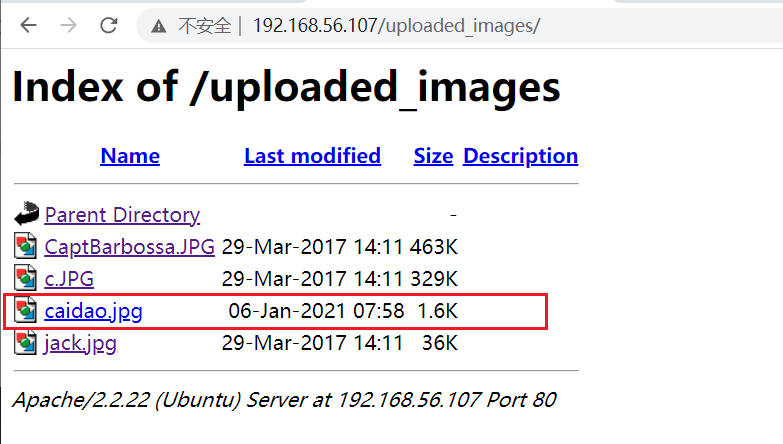 不安全 | 192.168.56.107/uploaded_images/
Index of /uploaded_images
Name Last modified Size Description
Parent Directory -
CaptBarbossa.JPG 29-Mar-2017 14:11 463K
c.JPG 29-Mar-2017 14:11 329K
caidao.jpg 06-Jan-2021 07:58 1.6K
jack.jpg 29-Mar-2017 14:11 36K
Apache/2.2.22 (Ubuntu) Server at 192.168.56.107 Port 80